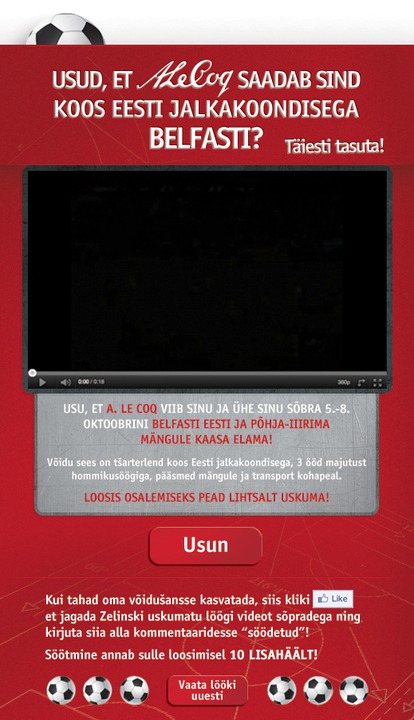 USUD, ET A Le Coq SAADAB SIND
KOOS EESTI JALKAKOONDISEGA
BELFASTI? Täiesti tasuta!
0:00 / 0:16 360p
USU, ET A. LE COQ VIIB SINU JA ÜHE SINU SÕBRA 5.-8.
OKTOOBRINI BELFASTI EESTI JA PÕHJA-IIRIMA
MÄNGULE KAASA ELAMA!
Võidu sees on tšarterlend koos Eesti jalkakoondisega, 3 ööd majutust
hommikusöögiga, pääsmed mängule ja transport kohapeal.
LOOSIS OSALEMISEKS PEAD LIHTSALT USKUMA!
Usun
Kui tahad oma võidušansse kasvatada, siis kliki Like
et jagada Zelinski uskumatu löögi videot sõpradega ning
kirjuta siia alla kommentaaridesse "söödetud"!
Söötmine annab sulle loosimisel 10 LISAHÄÄLT!
Vaata lööki
uuesti